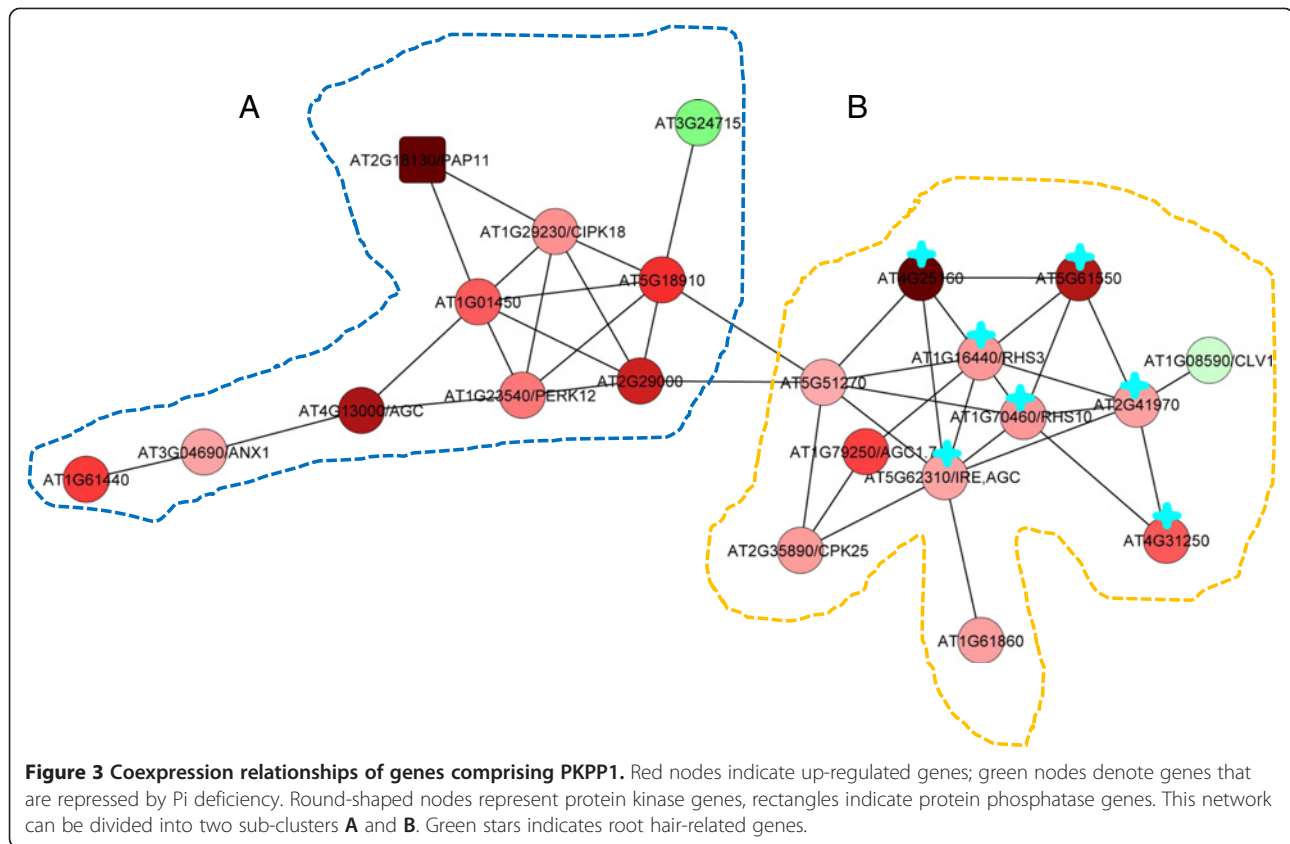 A
B
AT3G24715
AT2G18130/PAP11
AT1G29230/CIPK18
AT5G18910
AT1G01450
AT4G25160
AT5G61550
AT1G16440/RHS3
AT1G08590/CLV1
AT5G51270
AT1G23540/PERK12
AT2G29000
AT1G70460/RHS10
AT2G41970
AT4G13000/AGC
AT3G04690/ANX1
AT1G79250/AGC1.7
AT1G61440
AT5G62310/IRE,AGC
AT2G35890/CPK25
AT4G31250
AT1G61860
Figure 3 Coexpression relationships of genes comprising PKPP1. Red nodes indicate up-regulated genes; green nodes denote genes that
are repressed by Pi deficiency. Round-shaped nodes represent protein kinase genes, rectangles indicate protein phosphatase genes. This network
can be divided into two sub-clusters A and B. Green stars indicates root hair-related genes.